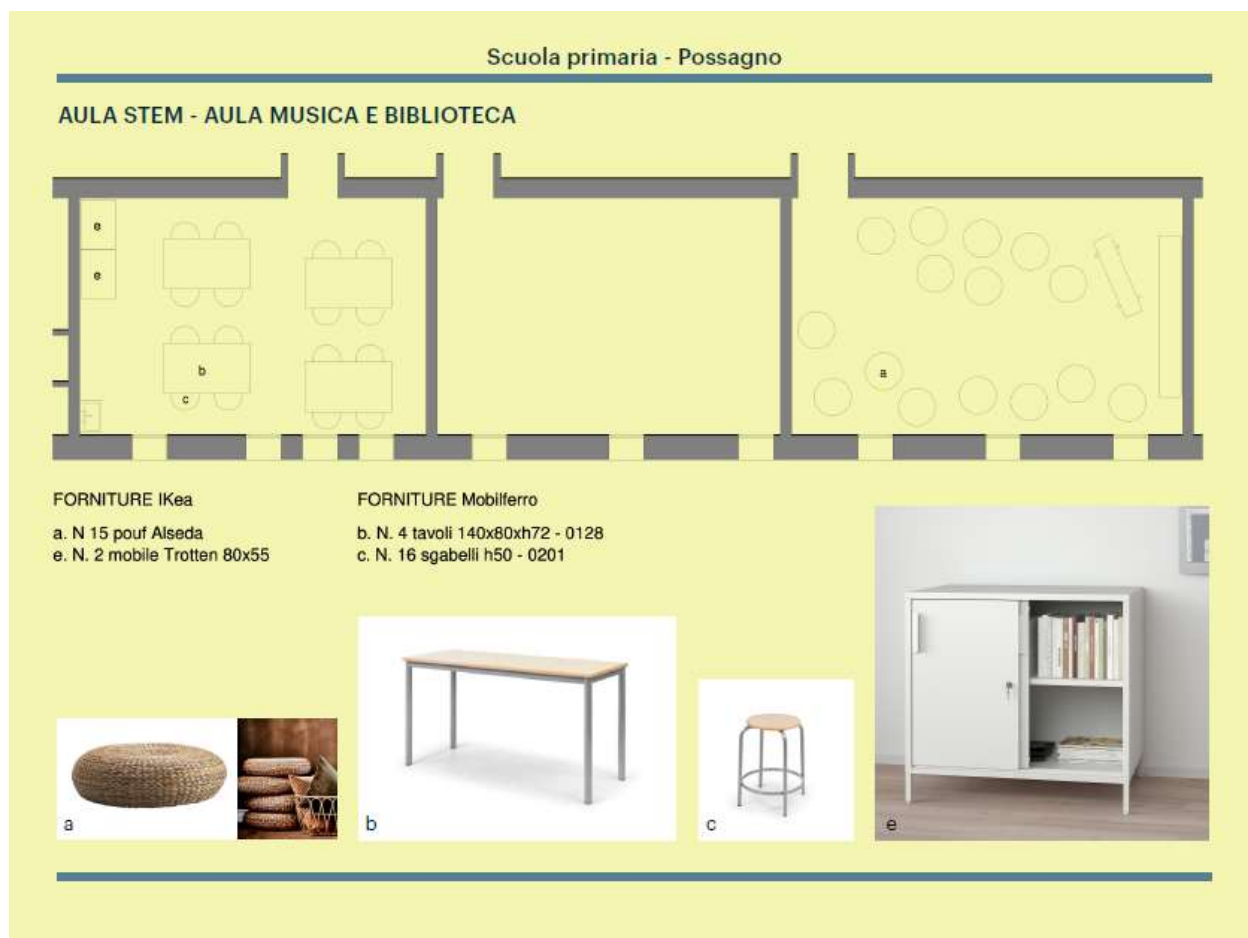 Scuola primaria - Possagno
AULA STEM - AULA MUSICA E BIBLIOTECA
e
e
b
c
a
FORNITURE IKea
a. N 15 pouf Alseda
e. N. 2 mobile Trotten 80x55
FORNITURE Mobilferro
b. N. 4 tavoli 140x80xh72 - 0128
c. N. 16 sgabelli h50 - 0201
a
b
c
e